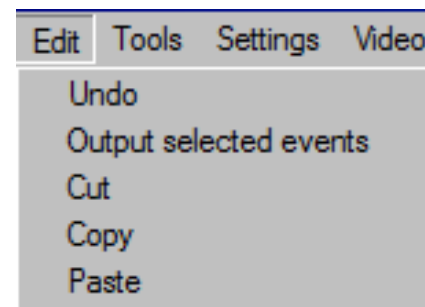 Edit Tools Settings Video
Undo
Output selected events
Cut
Copy
Paste